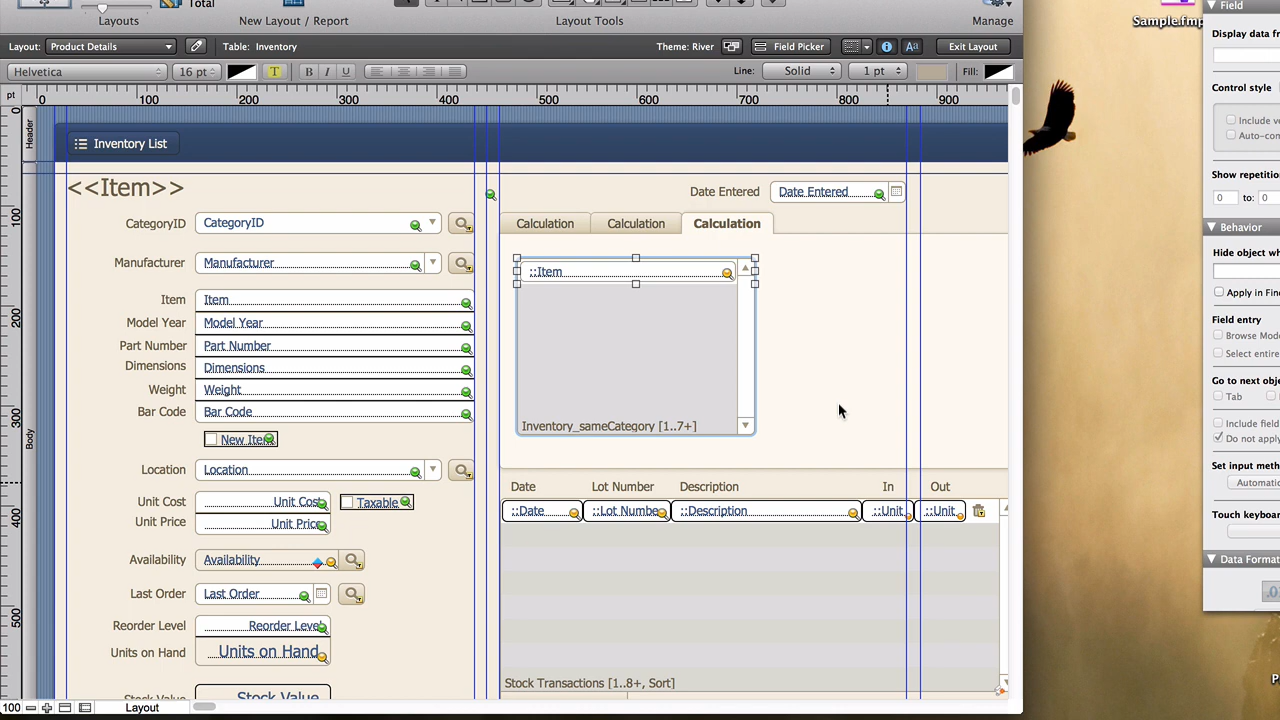 Total
Layouts
New Layout / Report
Layout Tools
Manage
Sample.fmp
Layout: Product Details
Table: Inventory
Theme: River
Field Picker
Aa
Exit Layout
Helvetica
16 pt
T
B I U
Line:
Solid
1 pt
Fill:
pt
0 100 200 300 400 500 600 700 800 900
0
100
200
300
400
500
Header
Body
Inventory List
<<Item>>
Date Entered
Date Entered
CategoryID
CategoryID
Manufacturer
Manufacturer
Item
Item
Model Year
Model Year
Part Number
Part Number
Dimensions
Dimensions
Weight
Weight
Bar Code
Bar Code
New Item
Location
Location
Unit Cost
Unit Cost
Taxable
Unit Price
Unit Price
Availability
Availability
Last Order
Last Order
Reorder Level
Reorder Level
Units on Hand
Units on Hand
Stock Value
Stock Value
Calculation
Calculation
Calculation
::Item
Inventory_sameCategory [1..7+]
Date
Lot Number
Description
In
Out
::Date
::Lot Number
::Description
::Unit
::Unit
Stock Transactions [1..8+, Sort]
100
Layout
Field
Display data fr
Control style
Include ve
Auto-com
Show repetition
0 to: 0
Behavior
Hide object wh
Apply in Find
Field entry
Browse Mode
Select entire
Go to next obje
Tab
Include field
Do not apply
Set input meth
Automatic
Touch keyboar
Data Format
.0
P